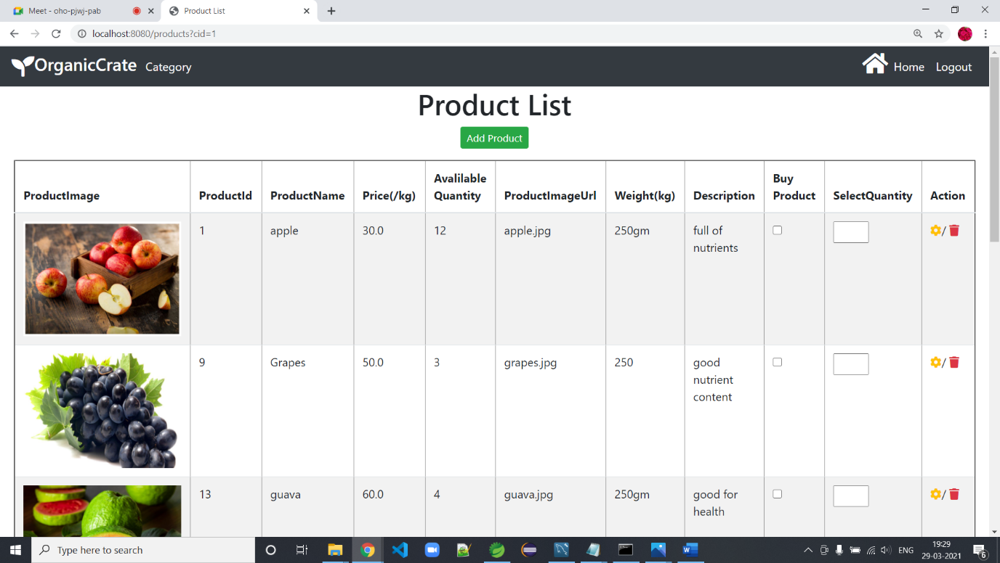 Meet - oho-pjwj-pab
Product List
localhost:8080/products?cid=1
OrganicCrate Category Home Logout
Product List
Add Product
ProductImage ProductId ProductName Price(/kg) Avalilable Quantity ProductImageUrl Weight(kg) Description Buy Product SelectQuantity Action
1 apple 30.0 12 apple.jpg 250gm full of nutrients /
9 Grapes 50.0 3 grapes.jpg 250 good nutrient content /
13 guava 60.0 4 guava.jpg 250gm good for health /
Type here to search
ENG
19:29
29-03-2021
6